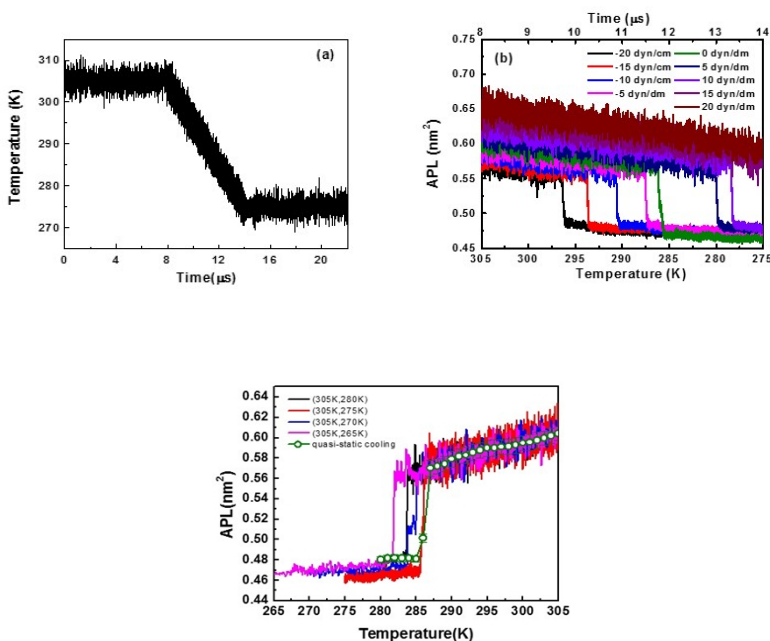 (a)
Temperature (K)
310
300
290
280
270
0 4 8 12 16 20
Time(μs)
Time (μs)
8 9 10 11 12 13 14
(b)
-20 dyn/cm
-15 dyn/cm
-10 dyn/cm
-5 dyn/dm
0 dyn/dm
5 dyn/dm
10 dyn/dm
15 dyn/dm
20 dyn/dm
APL (nm²)
0.75
0.70
0.65
0.60
0.55
0.50
0.45
305 300 295 290 285 280 275
Temperature (K)
(305K,280K)
(305K,275K)
(305K,270K)
(305K,265K)
quasi-static cooling
APL(nm²)
0.64
0.62
0.60
0.58
0.56
0.54
0.52
0.50
0.48
0.46
0.44
265 270 275 280 285 290 295 300 305
Temperature(K)